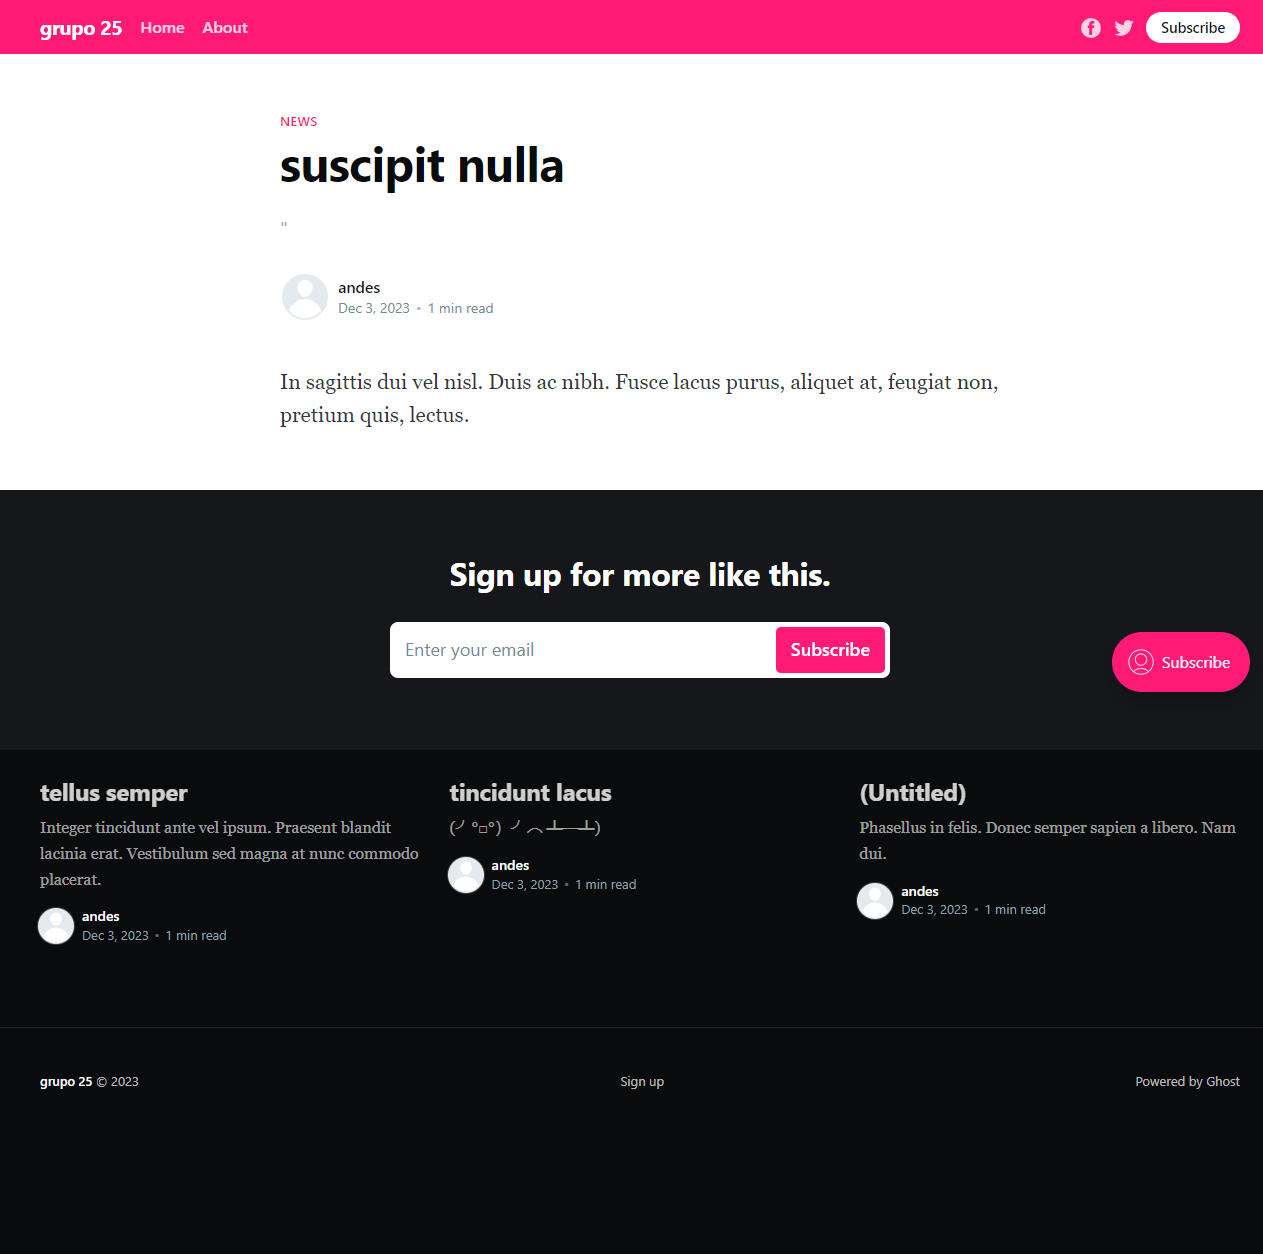 grupo 25 Home About Subscribe
NEWS
suscipit nulla
"
andes
Dec 3, 2023 • 1 min read
In sagittis dui vel nisl. Duis ac nibh. Fusce lacus purus, aliquet at, feugiat non,
pretium quis, lectus.
Sign up for more like this.
Enter your email Subscribe
Subscribe
tellus semper
Integer tincidunt ante vel ipsum. Praesent blandit
lacinia erat. Vestibulum sed magna at nunc commodo
placerat.
andes
Dec 3, 2023 • 1 min read
tincidunt lacus
(╯°□°）╯︵ ┻━┻)
andes
Dec 3, 2023 • 1 min read
(Untitled)
Phasellus in felis. Donec semper sapien a libero. Nam
dui.
andes
Dec 3, 2023 • 1 min read
grupo 25 © 2023 Sign up Powered by Ghost